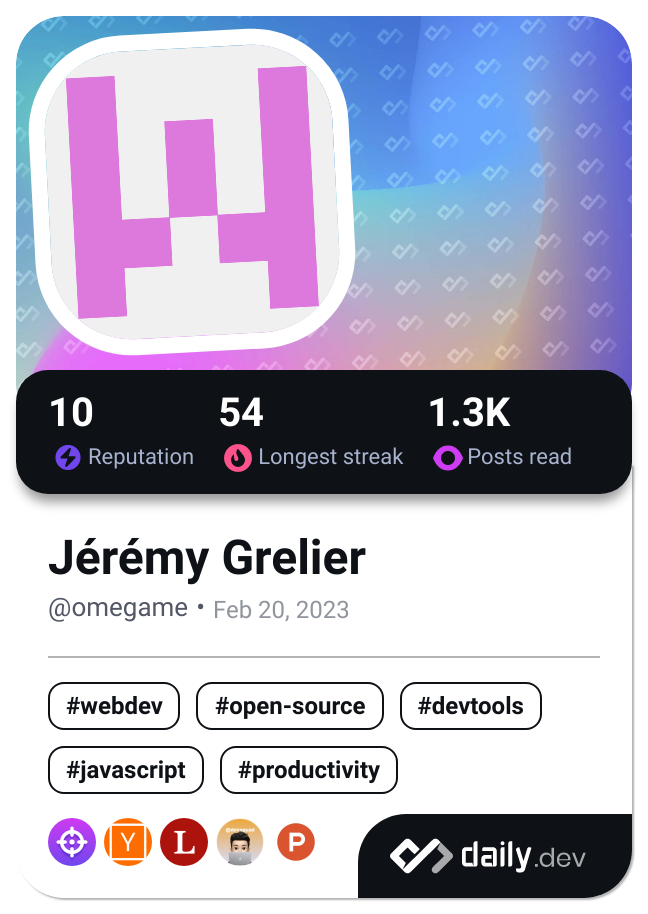 10 54 1.3K
Reputation Longest streak Posts read
Jérémy Grelier
@omegame • Feb 20, 2023
#webdev #open-source #devtools
#javascript #productivity
Y L P
daily.dev